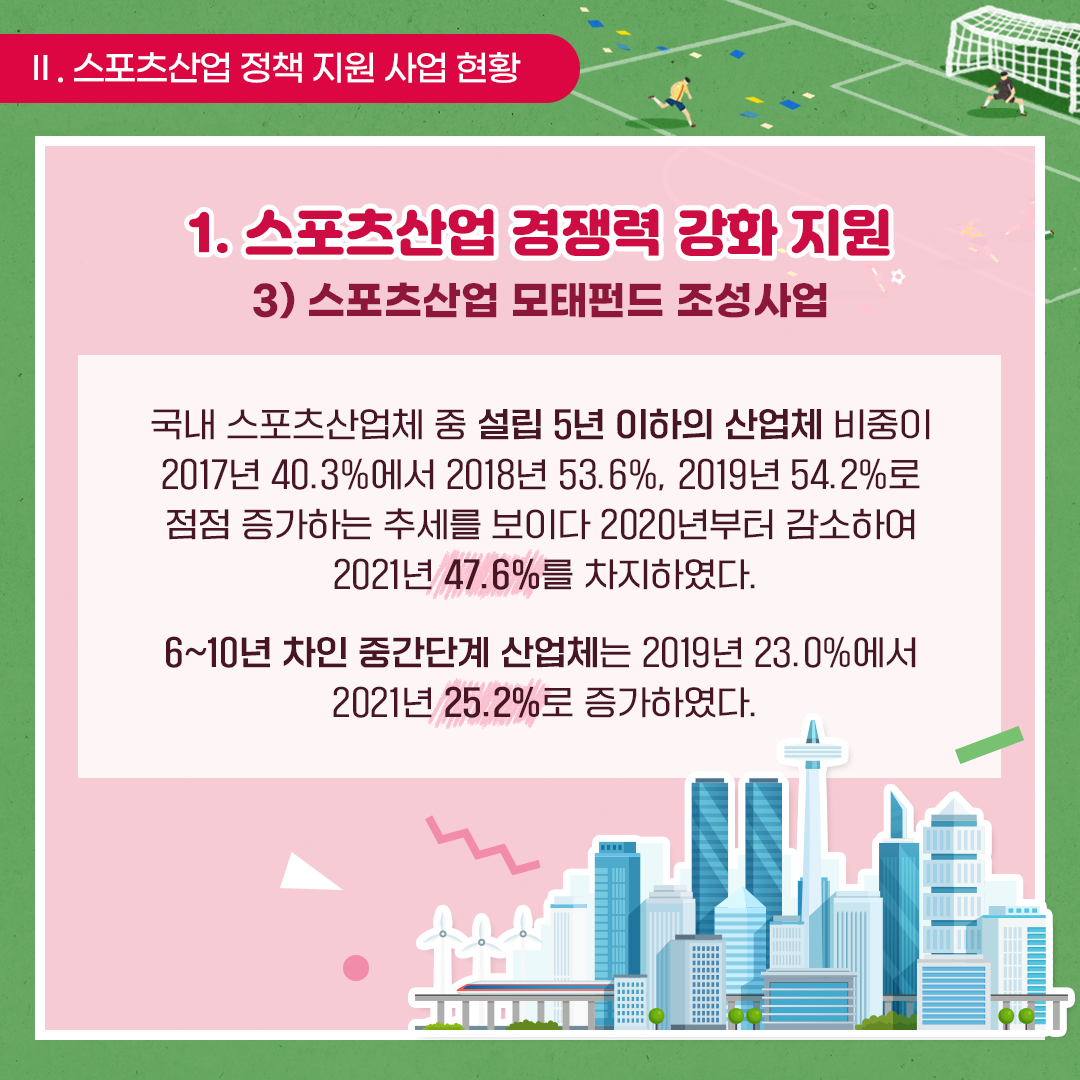 Ⅱ. 스포츠산업 정책 지원 사업 현황
1. 스포츠산업 경쟁력 강화 지원
3) 스포츠산업 모태펀드 조성사업
국내 스포츠산업체 중 설립 5년 이하의 산업체 비중이
2017년 40.3%에서 2018년 53.6%, 2019년 54.2%로
점점 증가하는 추세를 보이다 2020년부터 감소하여
2021년 47.6%를 차지하였다.
6~10년 차인 중간단계 산업체는 2019년 23.0%에서
2021년 25.2%로 증가하였다.